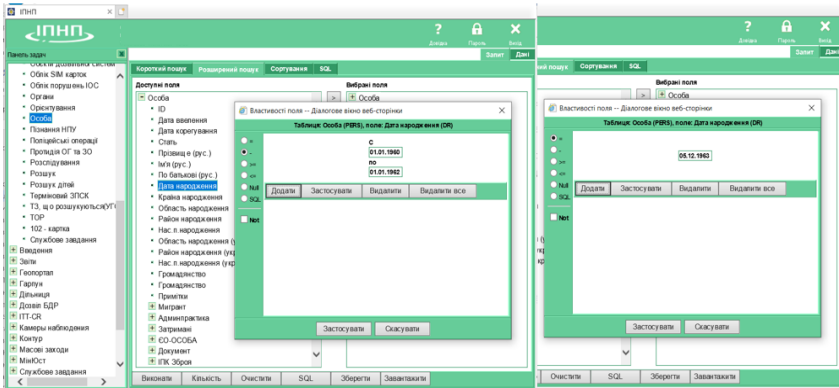 ІПНП
ІПНП
Довідка
Пароль
Вихід
Запит
Дані
Панель задач
Облік SIM карток
Облік порушень ІОС
Органи
Орієнтування
Особа
Пізнання НПУ
Поліцейські операції
Протидія ОГ та ЗО
Розслідування
Розшук
Розшук дітей
Терміновий ЗПСК
ТЗ, що розшукуються(УГІ
ТОР
102 - картка
Службове завдання
Введення
Звіти
Геопортал
Гарпун
Дільниця
Дозвіл БДР
ІТТ-CR
Камеры наблюдения
Контур
Масові заходи
МінЮст
Службове завдання
Короткий пошук
Розширений пошук
Сортування
SQL
Доступні поля
Вибрані поля
Особа
ID
Дата введення
Дата корегування
Стать
Прізвище (рус.)
Ім'я (рус.)
По батькові (рус.)
Дата народження
Країна народження
Область народження
Район народження
Нас.п.народження
Область народження (у
Район народження (укр
Нас.п.народження (укр
Громадянство
Громадянство
Примітки
Мигрант
Адмінпрактика
Затримані
ЄО-ОСОБА
Документ
ІПК Зброя
>
Особа
Властивості поля -- Діалогове вікно веб-сторінки
Таблиця: Особа (PERS), поле: Дата народження (DR)
=
-
>=
<=
Null
SQL
Not
С
01.01.1960
по
01.01.1962
Додати
Застосувати
Видалити
Видалити все
Застосувати
Скасувати
Виконати
Кількість
Очистити
SQL
Зберегти
Завантажити
Довідка
Пароль
Вихід
Запит
Дані
ний пошук
Сортування
SQL
Вибрані поля
>
Особа
Властивості поля -- Діалогове вікно веб-сторінки
Таблиця: Особа (PERS), поле: Дата народження (DR)
=
-
>=
<=
Null
SQL
Not
05.12.1963
Додати
Застосувати
Видалити
Видалити все
Застосувати
Скасувати
Очистити
SQL
Зберегти
Завантажити